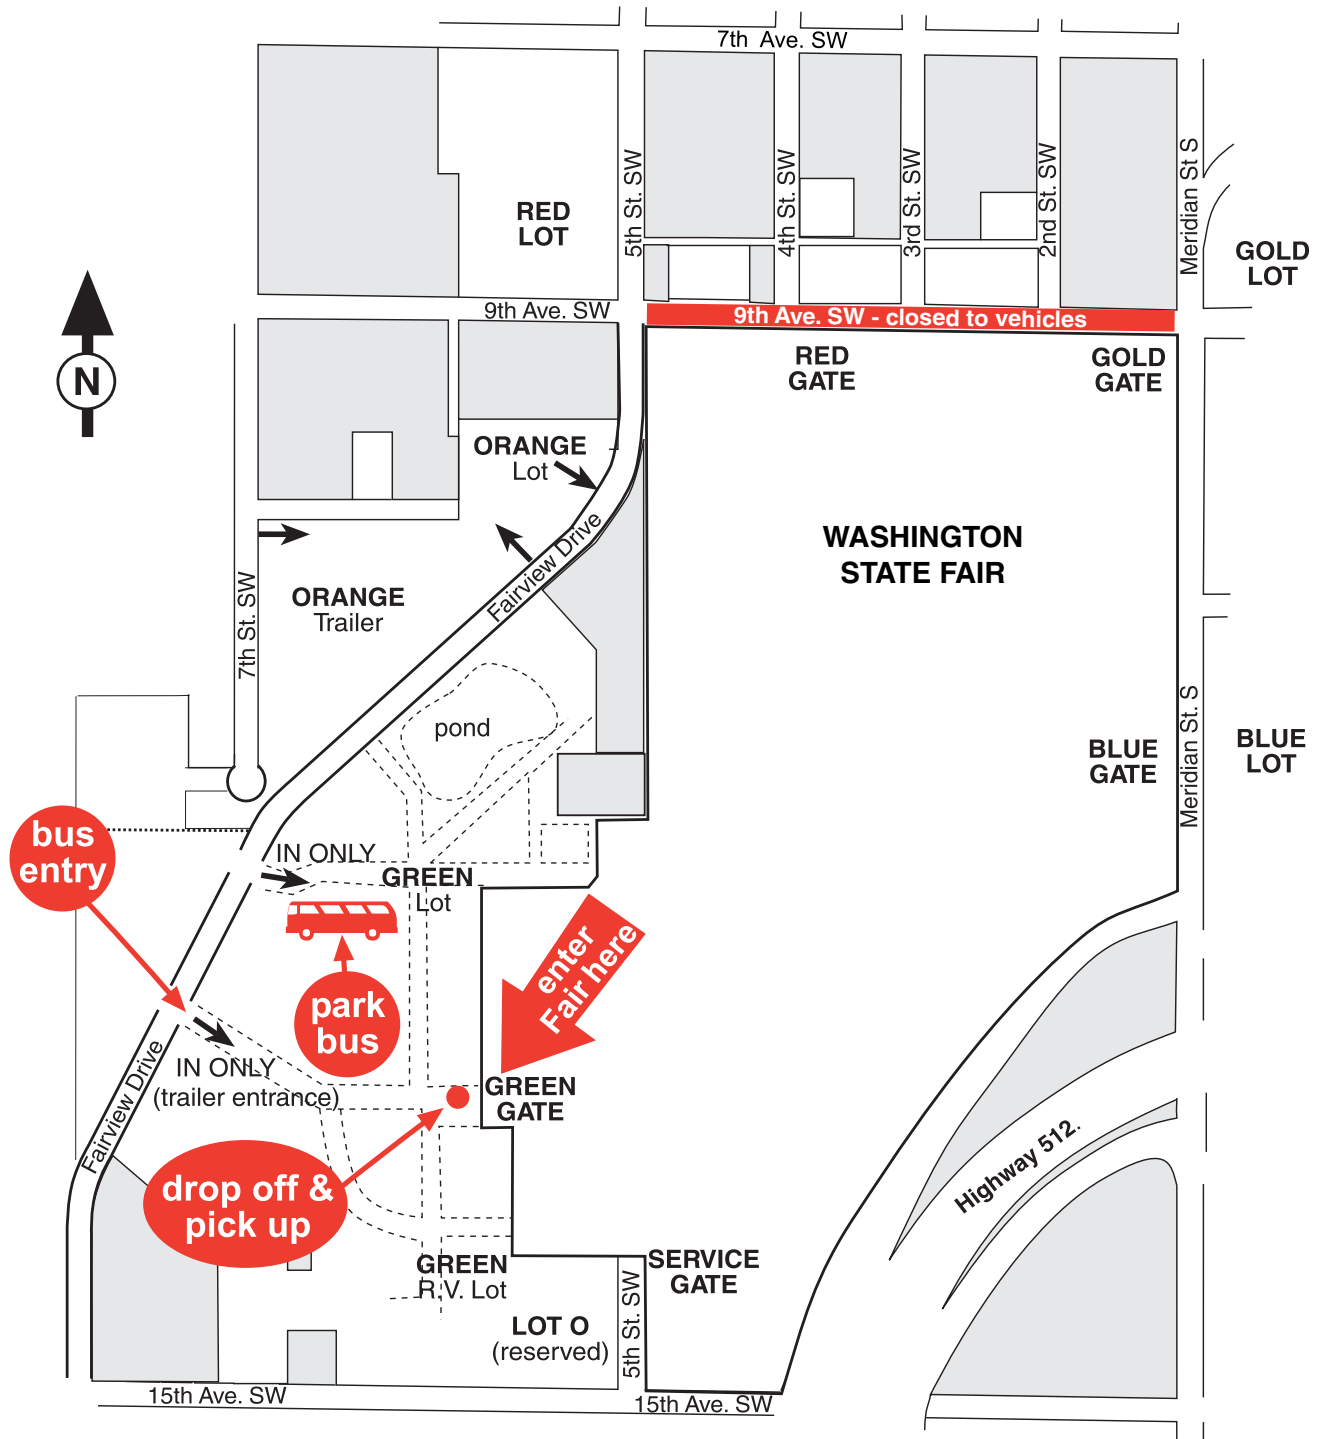 7th Ave. SW
5th St. SW
4th St. SW
3rd St. SW
2nd St. SW
Meridian St S
RED
LOT
GOLD
LOT
9th Ave. SW
9th Ave. SW - closed to vehicles
RED
GATE
GOLD
GATE
N
ORANGE
Lot
WASHINGTON
STATE FAIR
Fairview Drive
7th St. SW
ORANGE
Trailer
pond
BLUE
GATE
Meridian St. S
BLUE
LOT
bus
entry
IN ONLY
GREEN
Lot
enter
Fair here
park
bus
IN ONLY
(trailer entrance)
GREEN
GATE
Fairview Drive
drop off &
pick up
Highway 512.
GREEN
R.V. Lot
SERVICE
GATE
LOT O
(reserved)
5th St. SW
15th Ave. SW
15th Ave. SW